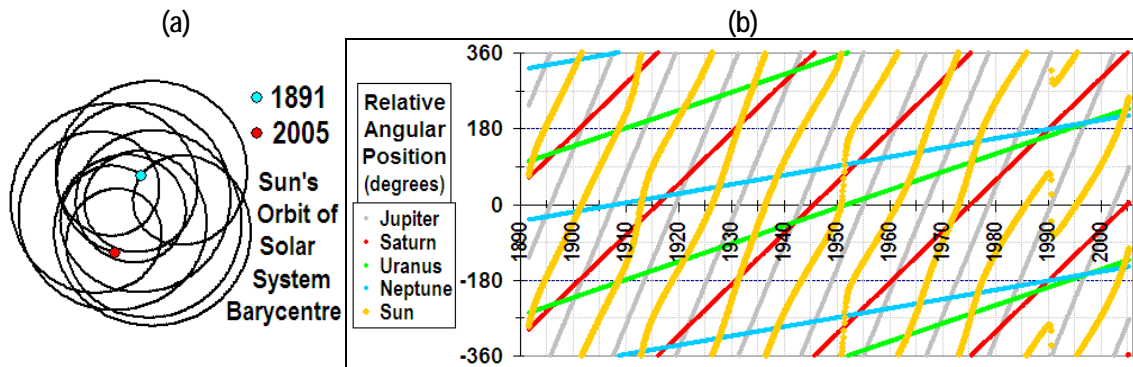 (a)
1891
2005
Sun's
Orbit of
Solar
System
Barycentre
(b)
Relative
Angular
Position
(degrees)
Jupiter
Saturn
Uranus
Neptune
Sun
360
180
0
-180
-360
1890
1900
1910
1920
1930
1940
1950
1960
1970
1980
1990
2000